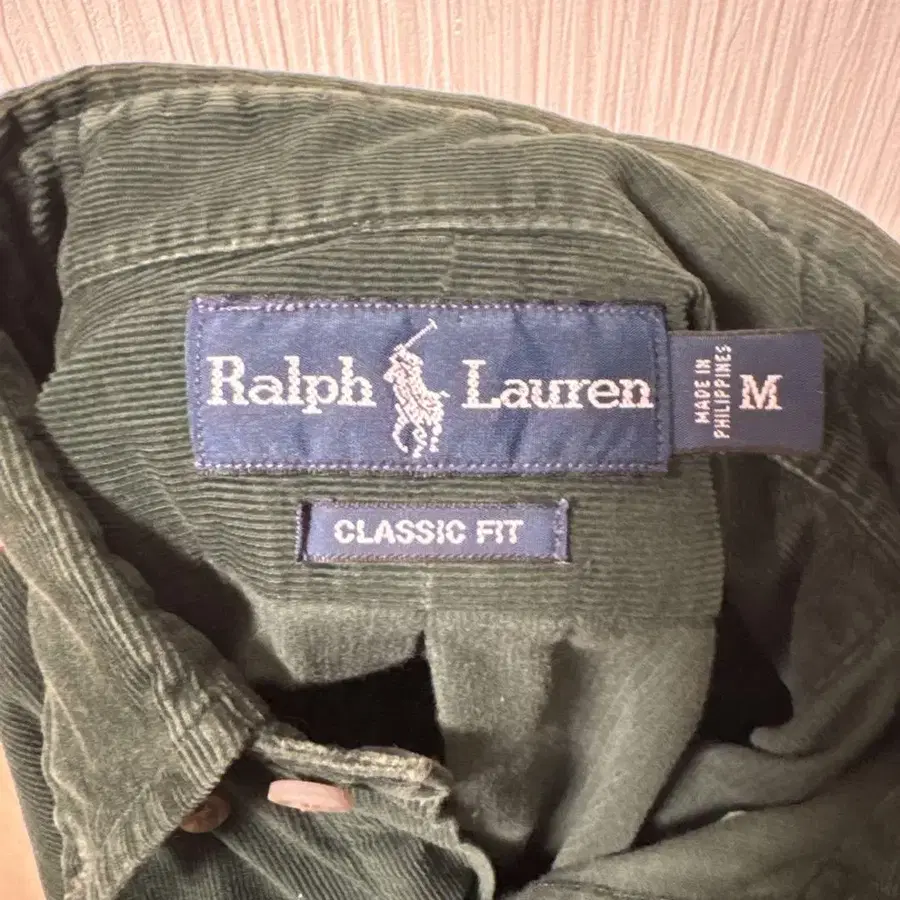 Ralph Lauren
MADE IN
PHILIPPINES
M
CLASSIC FIT